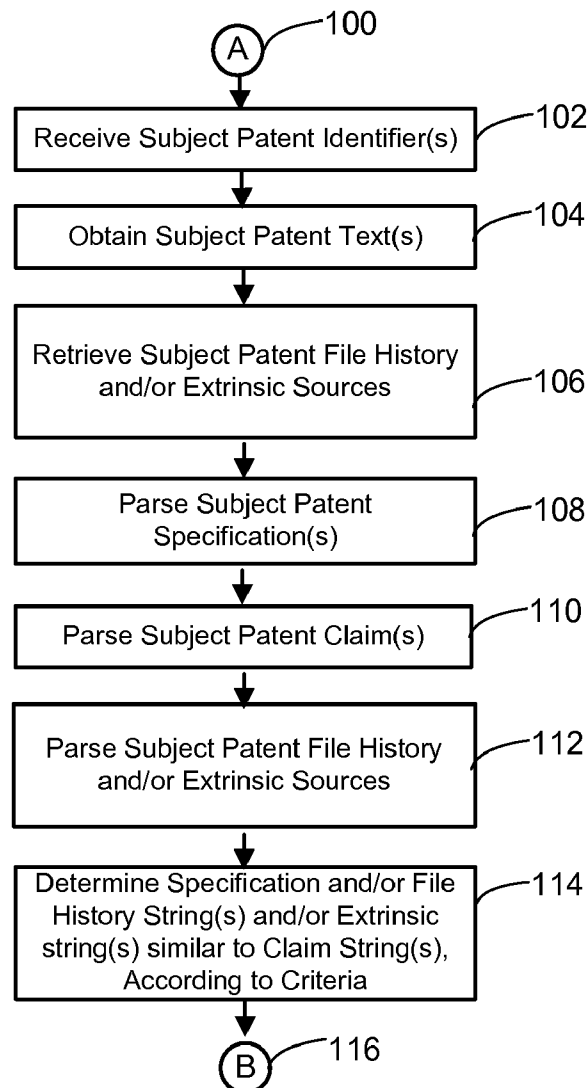 A
100
Receive Subject Patent Identifier(s)
102
Obtain Subject Patent Text(s)
104
Retrieve Subject Patent File History
and/or Extrinsic Sources
106
Parse Subject Patent
Specification(s)
108
Parse Subject Patent Claim(s)
110
Parse Subject Patent File History
and/or Extrinsic Sources
112
Determine Specification and/or File
History String(s) and/or Extrinsic
string(s) similar to Claim String(s),
According to Criteria
114
B
116